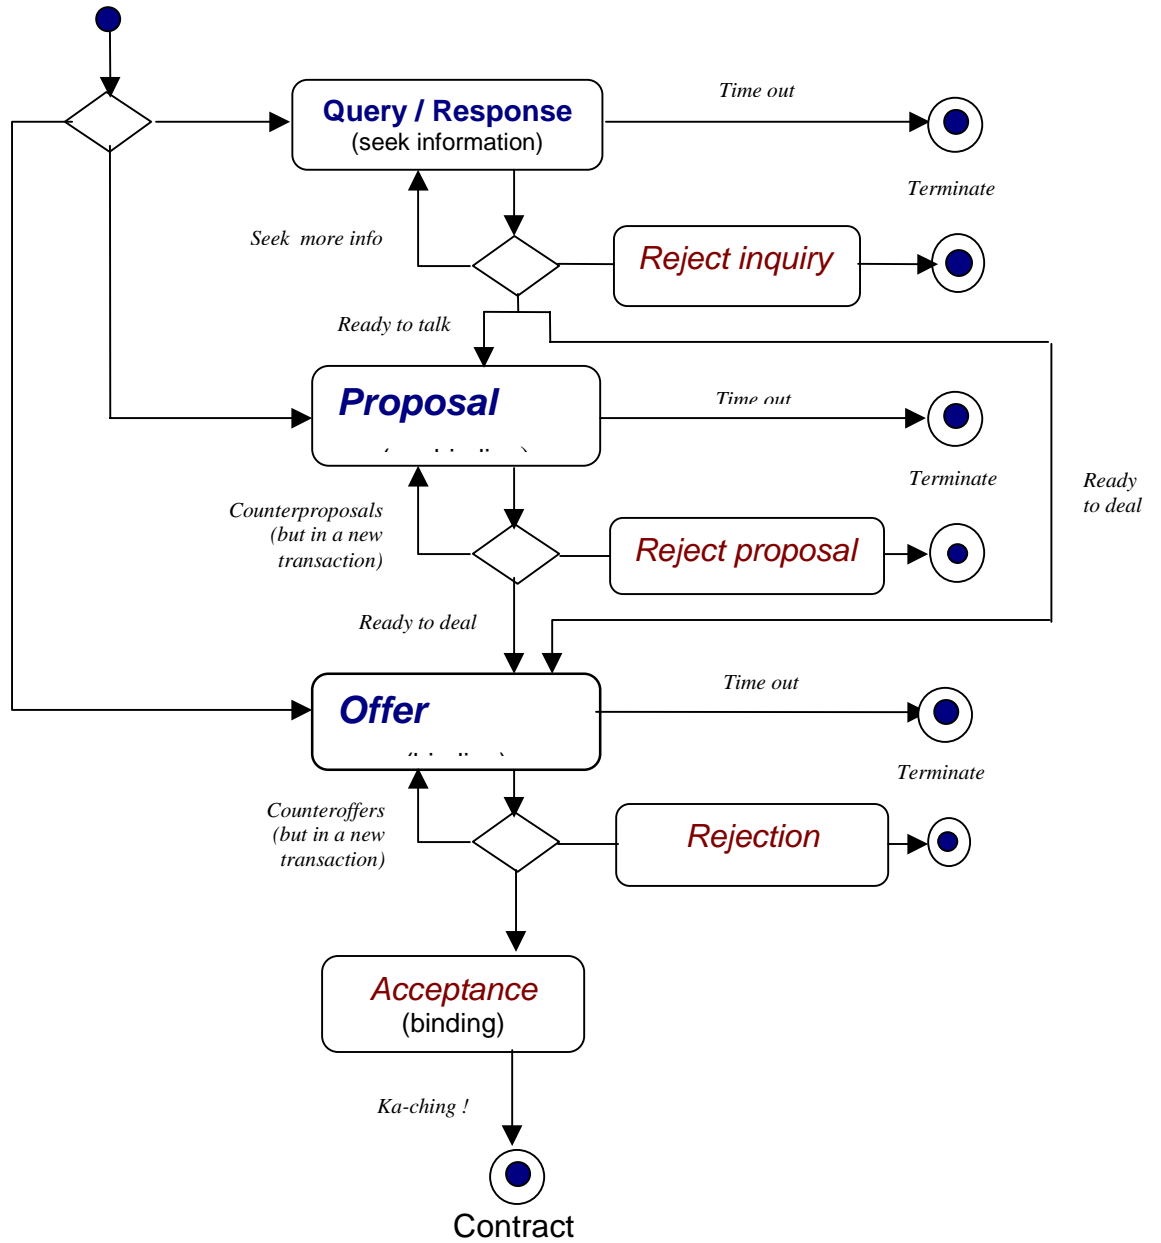 Query / Response
(seek information)
Time out
Terminate
Seek  more info
Reject inquiry
Ready to talk
Proposal
Time out
Terminate
Ready
to deal
Counterproposals
(but in a new
transaction)
Reject proposal
Ready to deal
Offer
Time out
Terminate
Counteroffers
(but in a new
transaction)
Rejection
Acceptance
(binding)
Ka-ching !
Contract